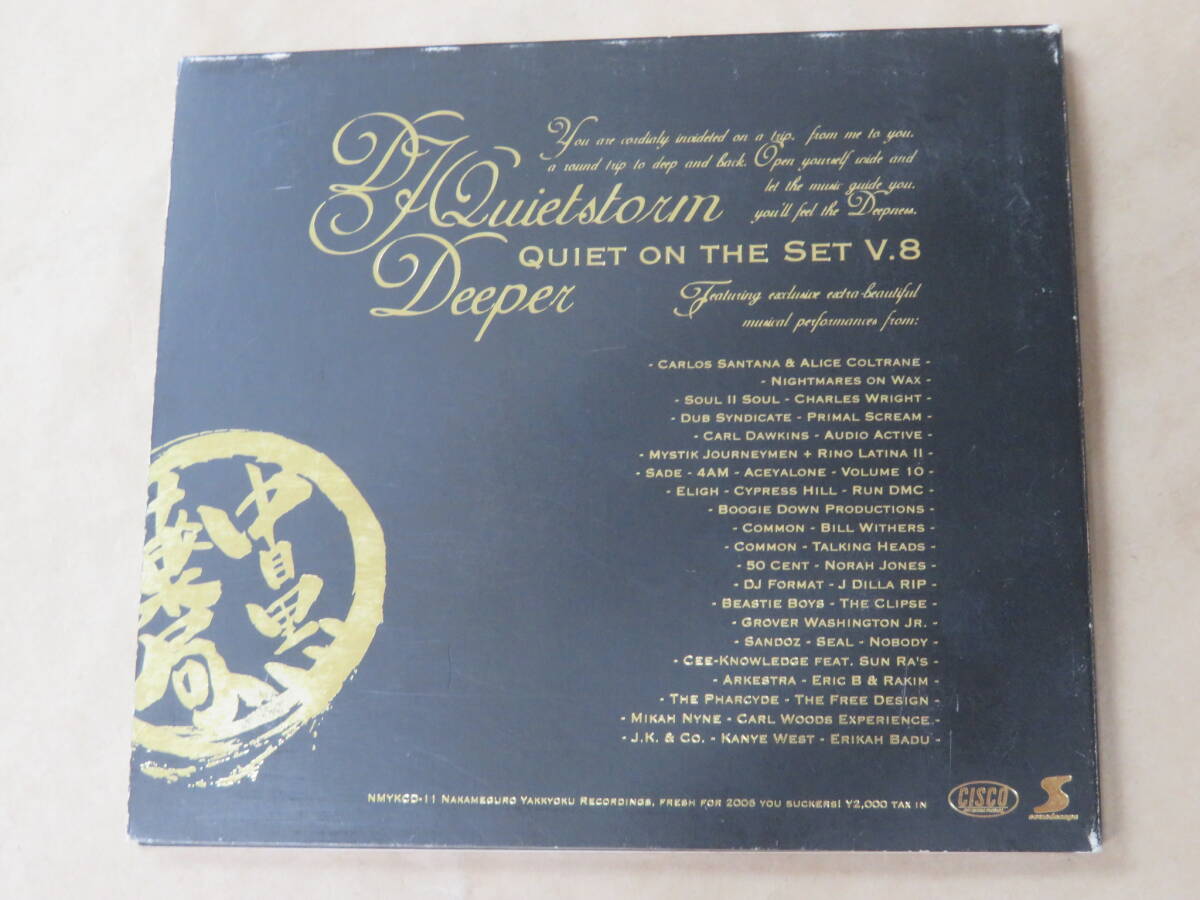 DJ Quietstorm
Deeper
You are cordialy invideted on a trip. from me to you.
a round trip to deep and back. Open yourself wide and
let the music guide you.
you'll feel the Deepness.
Quiet on the Set V.8
Featuring exclusive extra-beautiful
musical performances from:
- Carlos Santana & Alice Coltrane -
- Nightmares on Wax -
- Soul II Soul - Charles Wright -
- Dub Syndicate - Primal Scream -
- Carl Dawkins - Audio Active -
- Mystik Journeymen + Rino Latina II -
- Sade - 4AM - Aceyalone - Volume 10 -
- Eligh - Cypress Hill - Run DMC -
- Boogie Down Productions -
- Common - Bill Withers -
- Common - Talking Heads -
- 50 Cent - Norah Jones -
- DJ Format - J Dilla RIP -
- Beastie Boys - The Clipse -
- Grover Washington Jr. -
- Sandoz - Seal - Nobody -
- Cee-Knowledge feat. Sun Ra's -
- Arkestra - Eric B & Rakim -
- The Pharcyde - The Free Design -
- Mikah Nyne - Carl Woods Experience -
- J.K. & Co. - Kanye West - Erikah Badu -
中目黒
薬局
NMYKCD-11 Nakameguro Yakkyoku Recordings, fresh for 2006 you suckers! ¥2,000 tax in
CISCO
soundscape